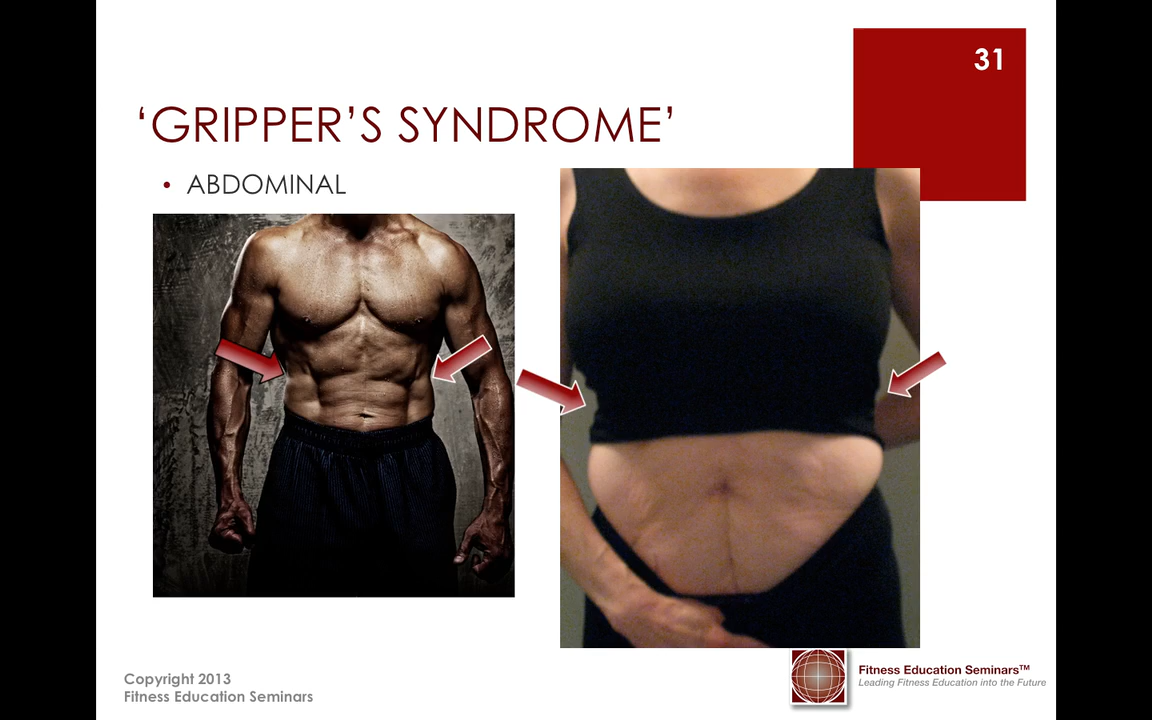 31
‘GRIPPER’S SYNDROME’
• ABDOMINAL
Copyright 2013
Fitness Education Seminars
Fitness Education Seminars™
Leading Fitness Education into the Future